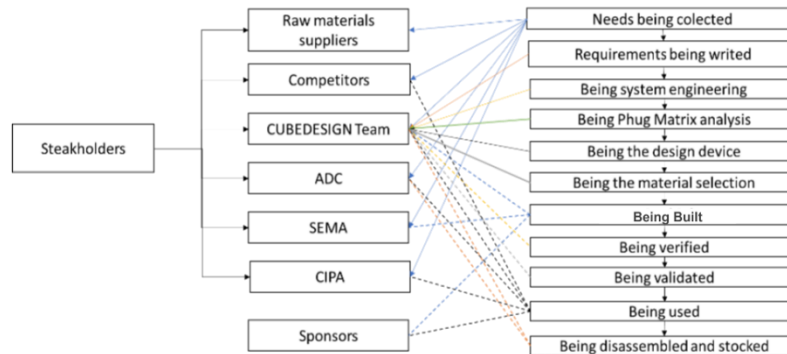 Steakholders
Raw materials
suppliers
Competitors
CUBEDESIGN Team
ADC
SEMA
CIPA
Sponsors
Needs being colected
Requirements being writed
Being system engineering
Being Phug Matrix analysis
Being the design device
Being the material selection
Being Built
Being verified
Being validated
Being used
Being disassembled and stocked